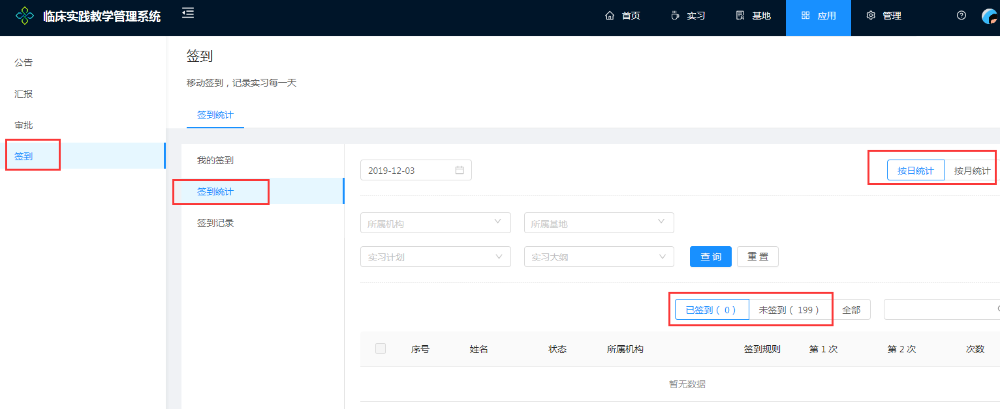 临床实践教学管理系统
首页
实习
基地
应用
管理
公告
汇报
审批
签到
签到
移动签到，记录实习每一天
签到统计
我的签到
签到统计
签到记录
2019-12-03
按日统计
按月统计
所属机构
所属基地
实习计划
实习大纲
查 询
重 置
已签到（ 0 ）
未签到（ 199 ）
全部
序号
姓名
状态
所属机构
签到规则
第 1 次
第 2 次
次数
暂无数据